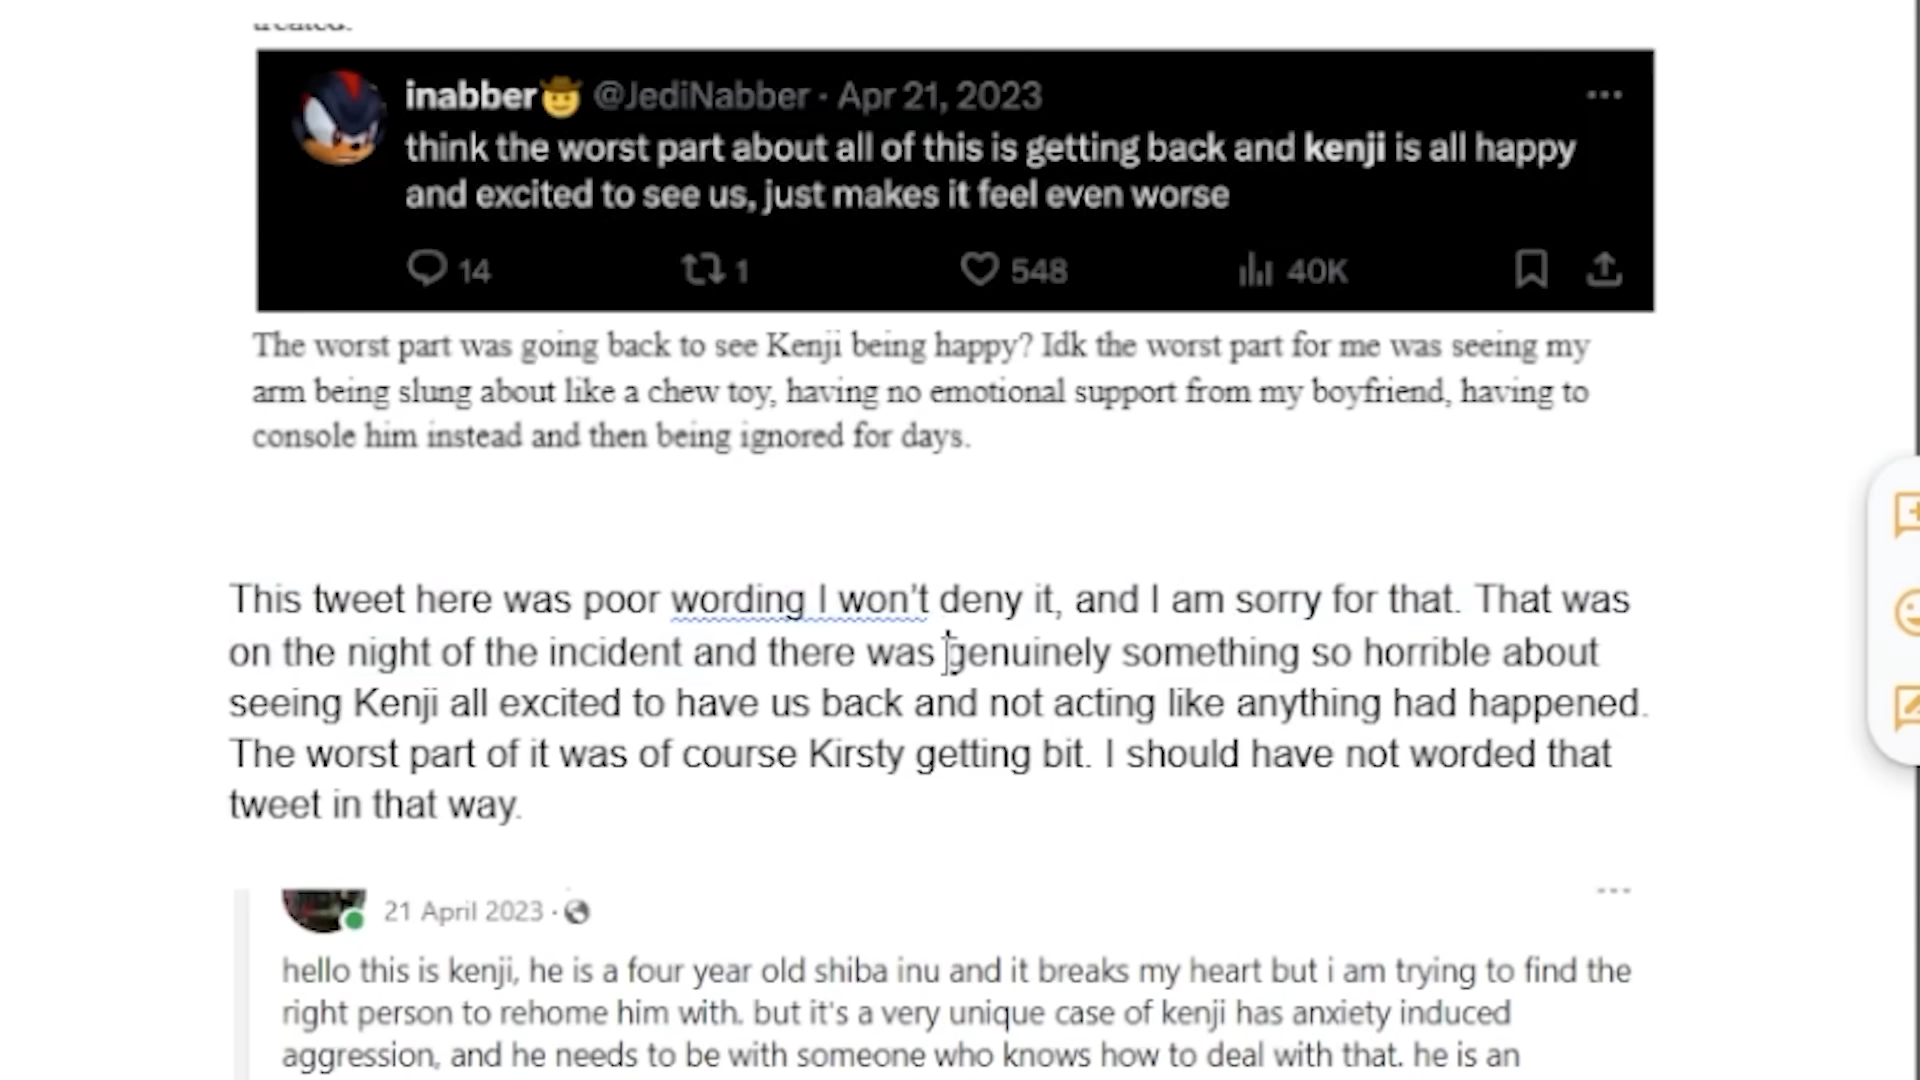 treated.
inabber🤠 @JediNabber · Apr 21, 2023
think the worst part about all of this is getting back and kenji is all happy
and excited to see us, just makes it feel even worse
14 1 548 40K
The worst part was going back to see Kenji being happy? Idk the worst part for me was seeing my
arm being slung about like a chew toy, having no emotional support from my boyfriend, having to
console him instead and then being ignored for days.
This tweet here was poor wording I won't deny it, and I am sorry for that. That was
on the night of the incident and there was genuinely something so horrible about
seeing Kenji all excited to have us back and not acting like anything had happened.
The worst part of it was of course Kirsty getting bit. I should have not worded that
tweet in that way.
21 April 2023 ·
hello this is kenji, he is a four year old shiba inu and it breaks my heart but i am trying to find the
right person to rehome him with. but it's a very unique case of kenji has anxiety induced
aggression, and he needs to be with someone who knows how to deal with that. he is an